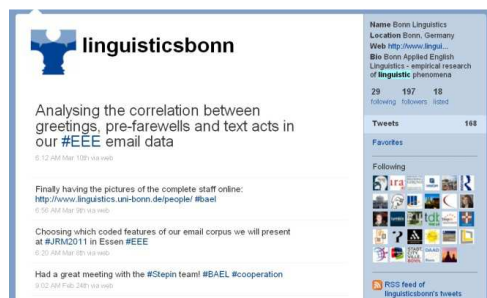 linguisticsbonn
Analysing the correlation between
greetings, pre-farewells and text acts in
our #EEE email data
6:12 AM Mar 10th via web
Finally having the pictures of the complete staff online:
http://www.linguistics.uni-bonn.de/people/ #bael
6:56 AM Mar 9th via web
Choosing which coded features of our email corpus we will present
at #JRM2011 in Essen #EEE
6:20 AM Mar 8th via web
Had a great meeting with the #Stepin team! #BAEL #cooperation
9:02 AM Feb 24th via web
Name Bonn Linguistics
Location Bonn, Germany
Web http://www.lingui...
Bio Bonn Applied English
Linguistics - empirical research
of linguistic phenomena
29 197 18
following followers listed
Tweets 168
Favorites
Following
RSS feed of
linguisticsbonn's tweets